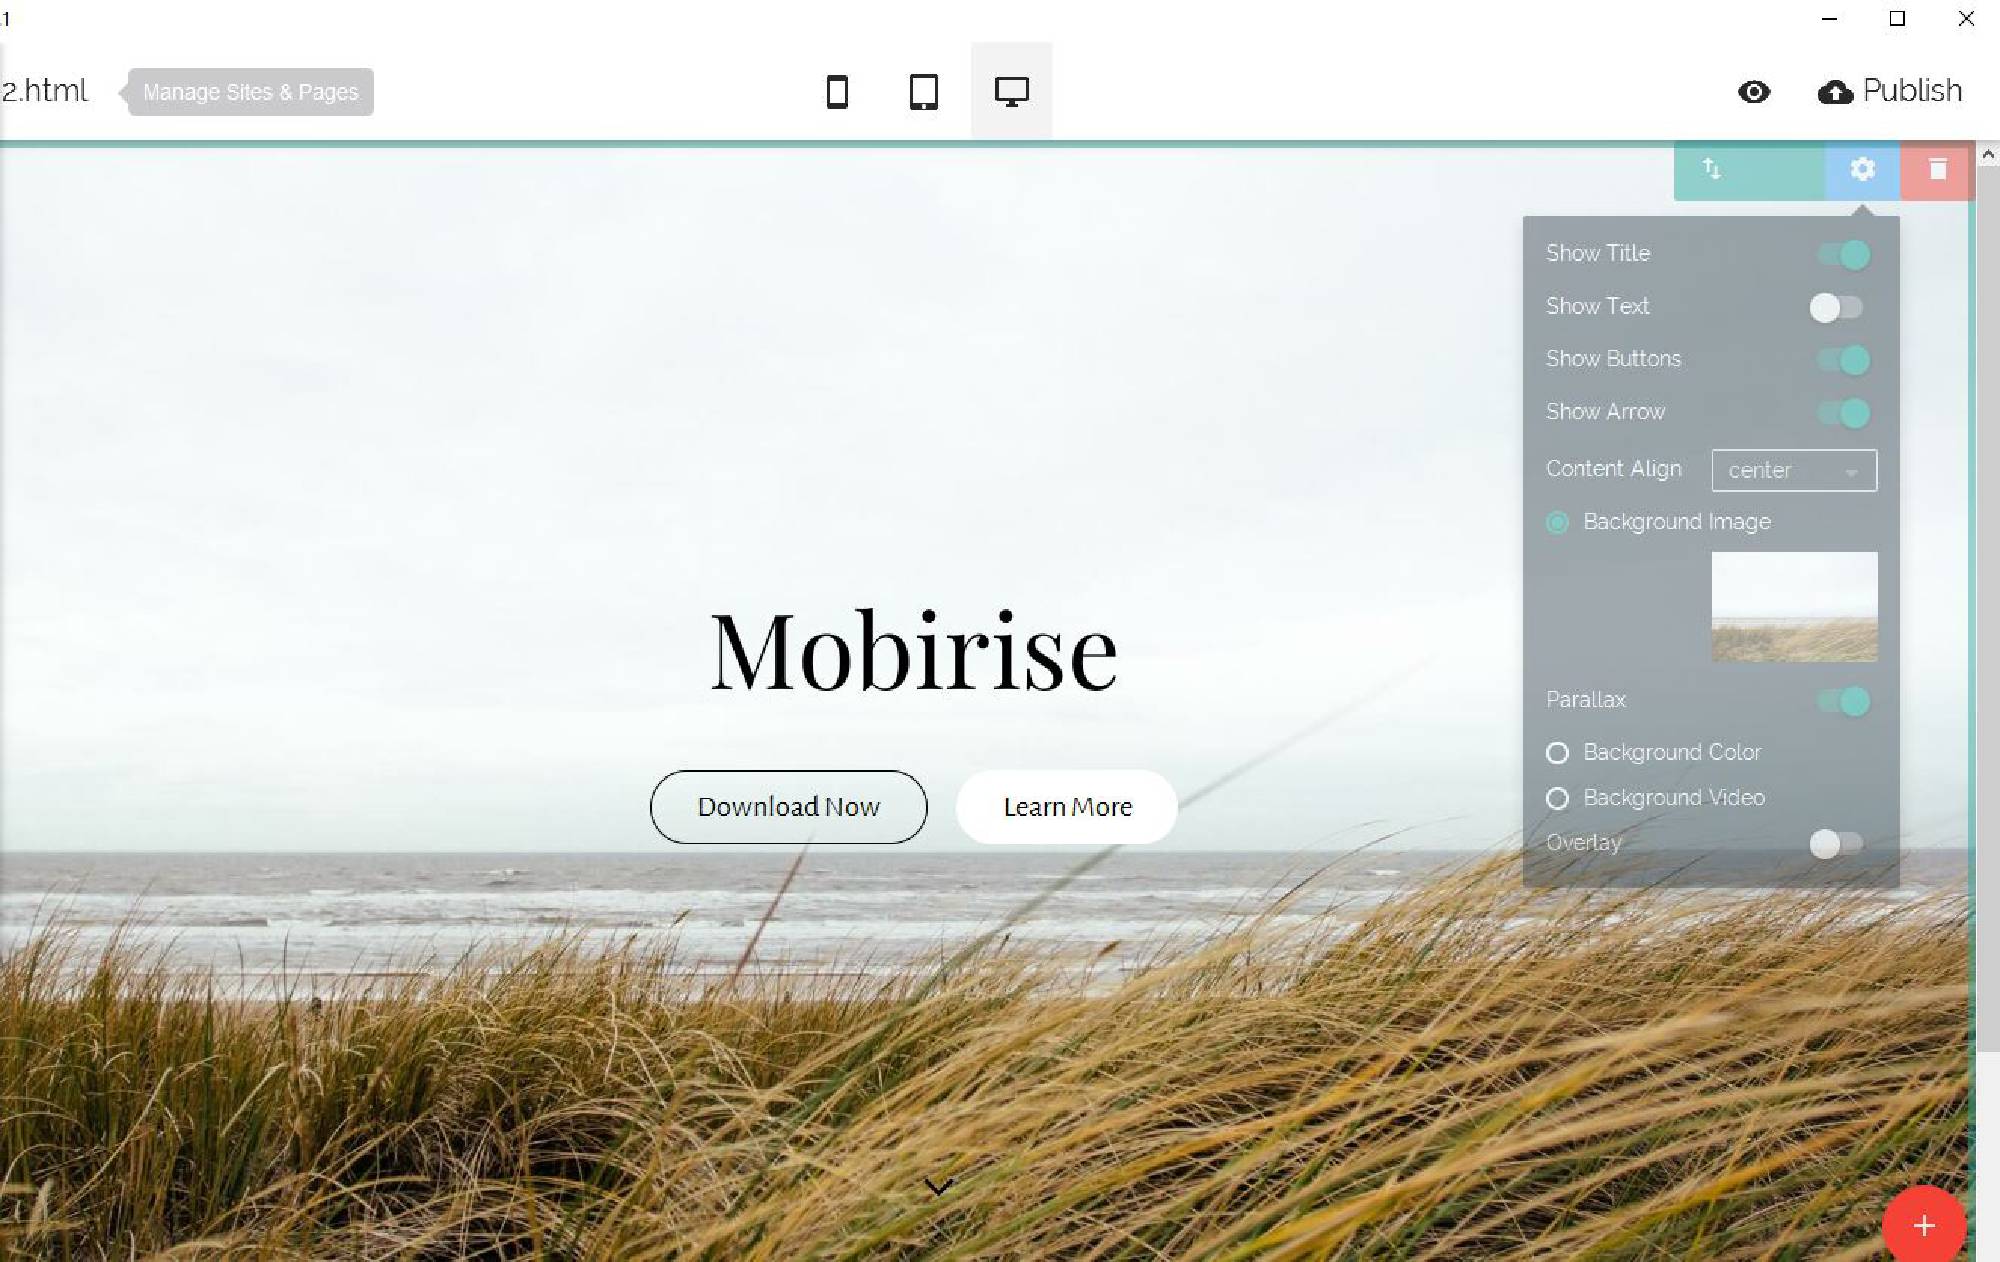 .1
2.html
Manage Sites & Pages
Publish
Show Title
Show Text
Show Buttons
Show Arrow
Content Align
center
Background Image
Parallax
Background Color
Background Video
Overlay
Mobirise
Download Now
Learn More